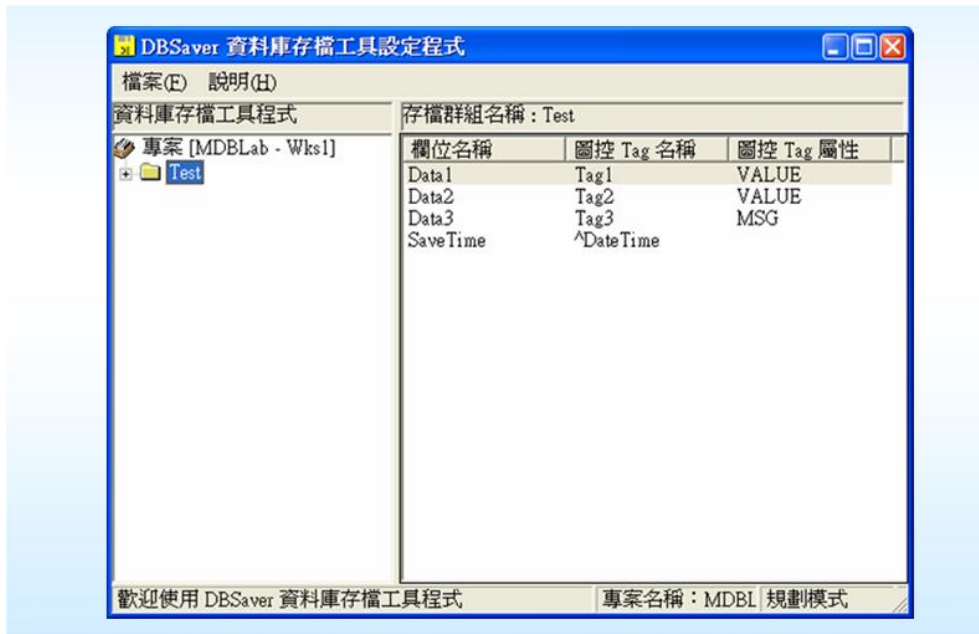 DBSaver 資料庫存檔工具設定程式
檔案(F) 說明(H)
資料庫存檔工具程式
存檔群組名稱：Test
專案 [MDBLab - Wks1]
Test
欄位名稱 圖控 Tag 名稱 圖控 Tag 屬性
Data1 Tag1 VALUE
Data2 Tag2 VALUE
Data3 Tag3 MSG
SaveTime ^DateTime
歡迎使用 DBSaver 資料庫存檔工具程式 專案名稱：MDBL 規劃模式